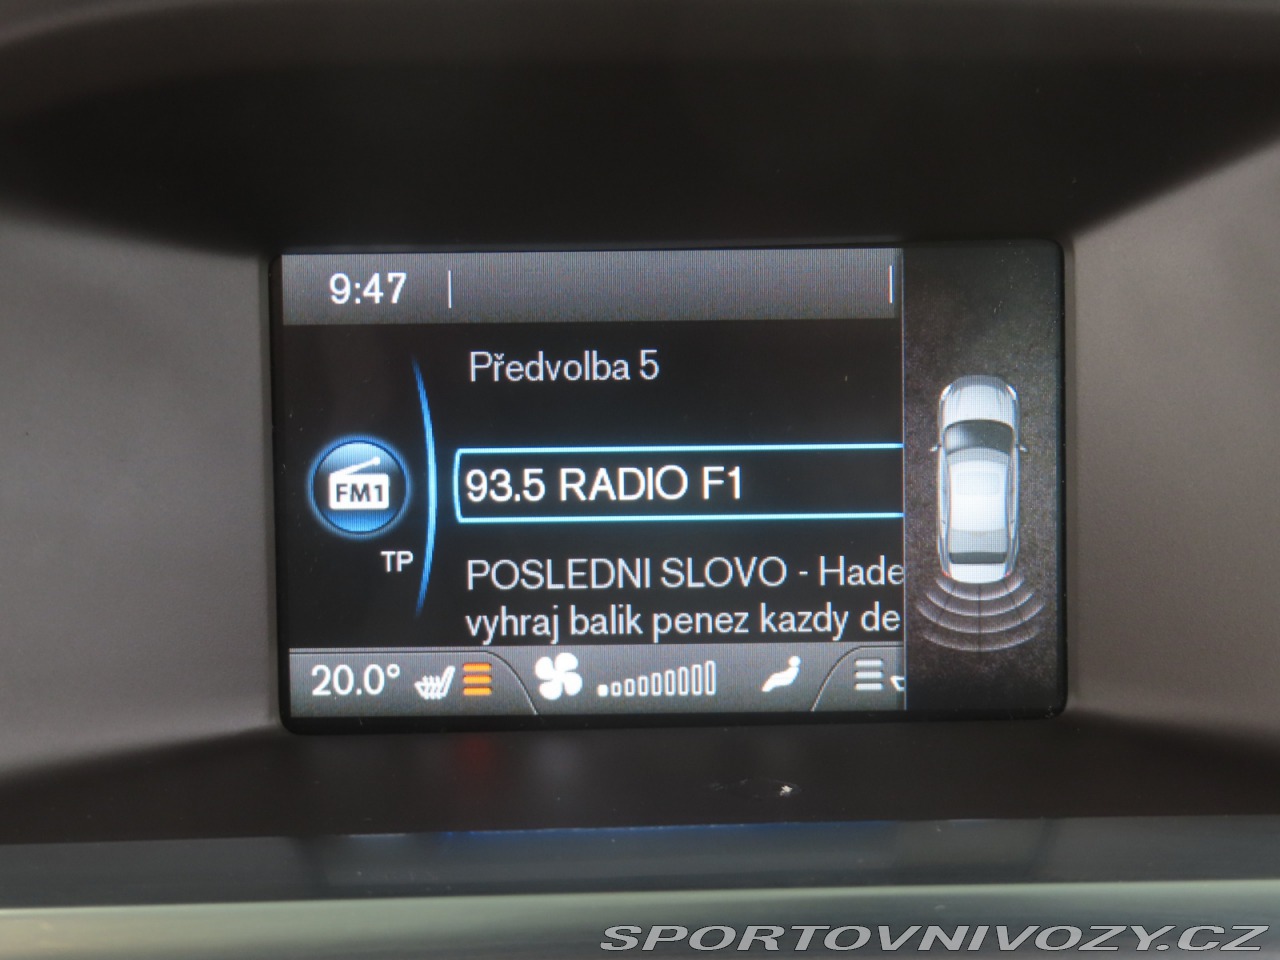 9:47
Předvolba 5
FM1
93.5 RADIO F1
TP
POSLEDNI SLOVO - Hade
vyhraj balik penez kazdy de
20.0°
SPORTOVNIVOZY.CZ